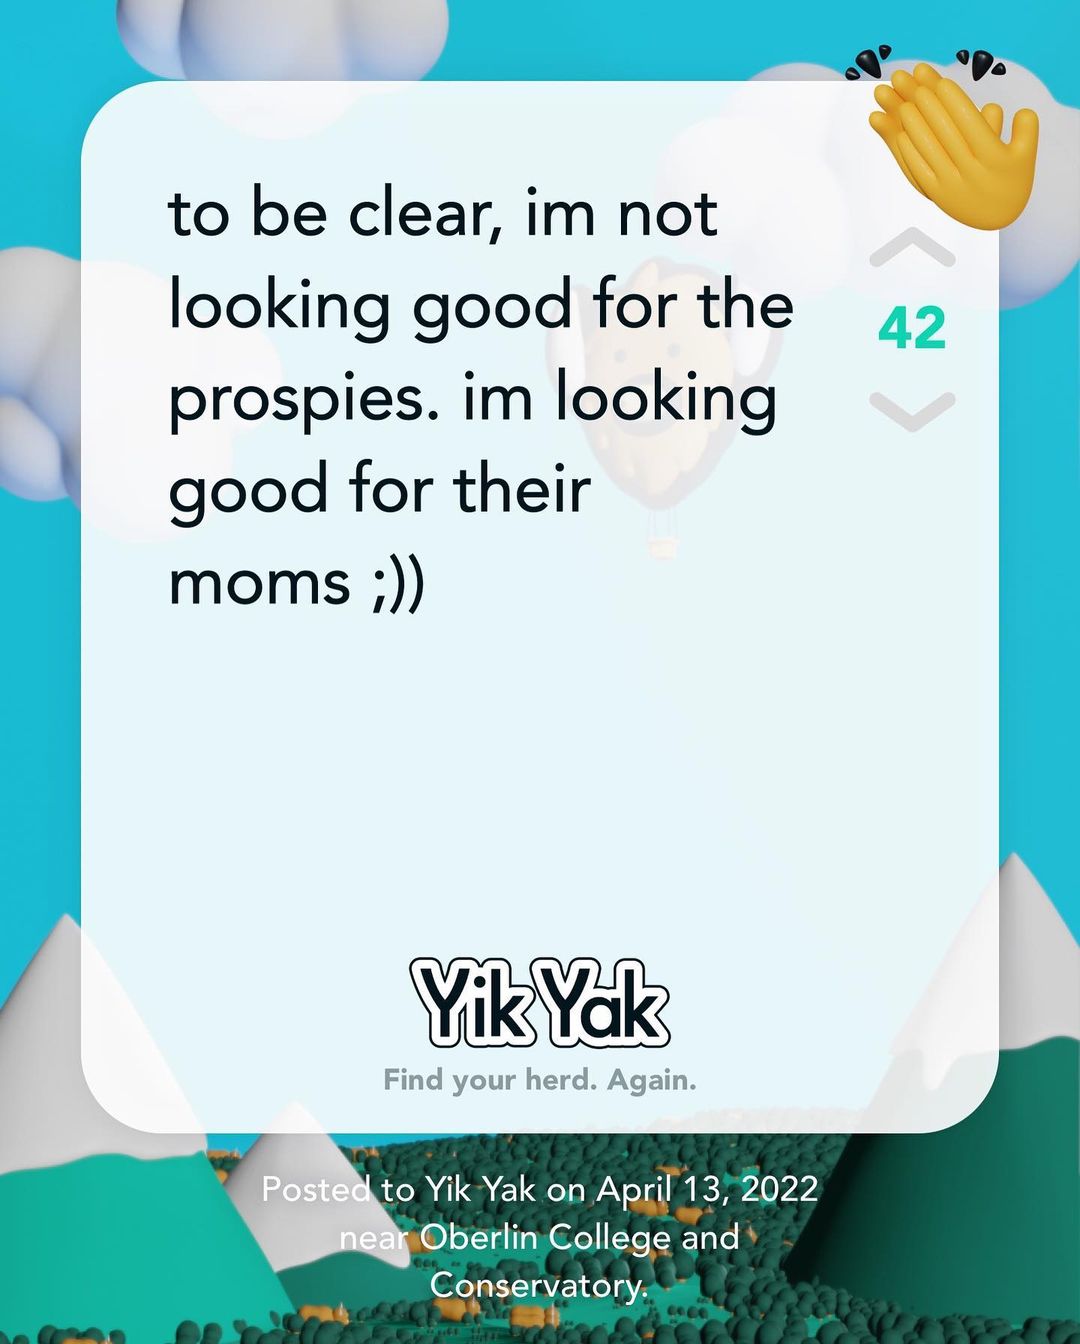 to be clear, im not
looking good for the
prospies. im looking
good for their
moms ;))
42
Yik Yak
Find your herd. Again.
Posted to Yik Yak on April 13, 2022
near Oberlin College and
Conservatory.